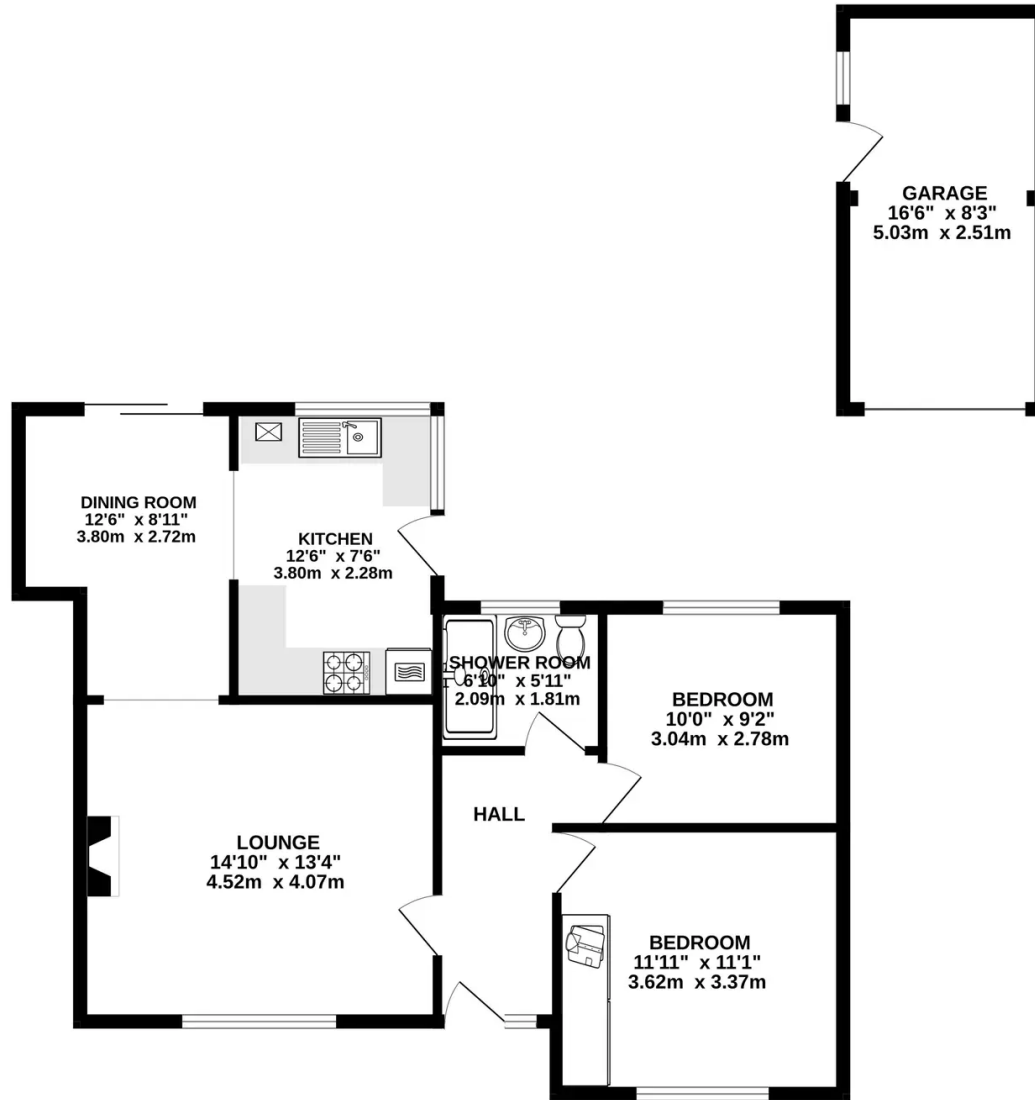 GARAGE
16'6" x 8'3"
5.03m x 2.51m
DINING ROOM
12'6" x 8'11"
3.80m x 2.72m
KITCHEN
12'6" x 7'6"
3.80m x 2.28m
SHOWER ROOM
6'10" x 5'11"
2.09m x 1.81m
BEDROOM
10'0" x 9'2"
3.04m x 2.78m
HALL
LOUNGE
14'10" x 13'4"
4.52m x 4.07m
BEDROOM
11'11" x 11'1"
3.62m x 3.37m